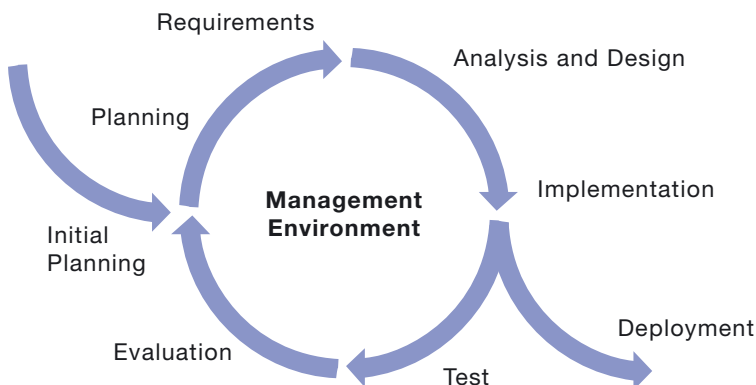 Requirements
Analysis and Design
Planning
Management
Environment
Implementation
Initial
Planning
Deployment
Evaluation
Test